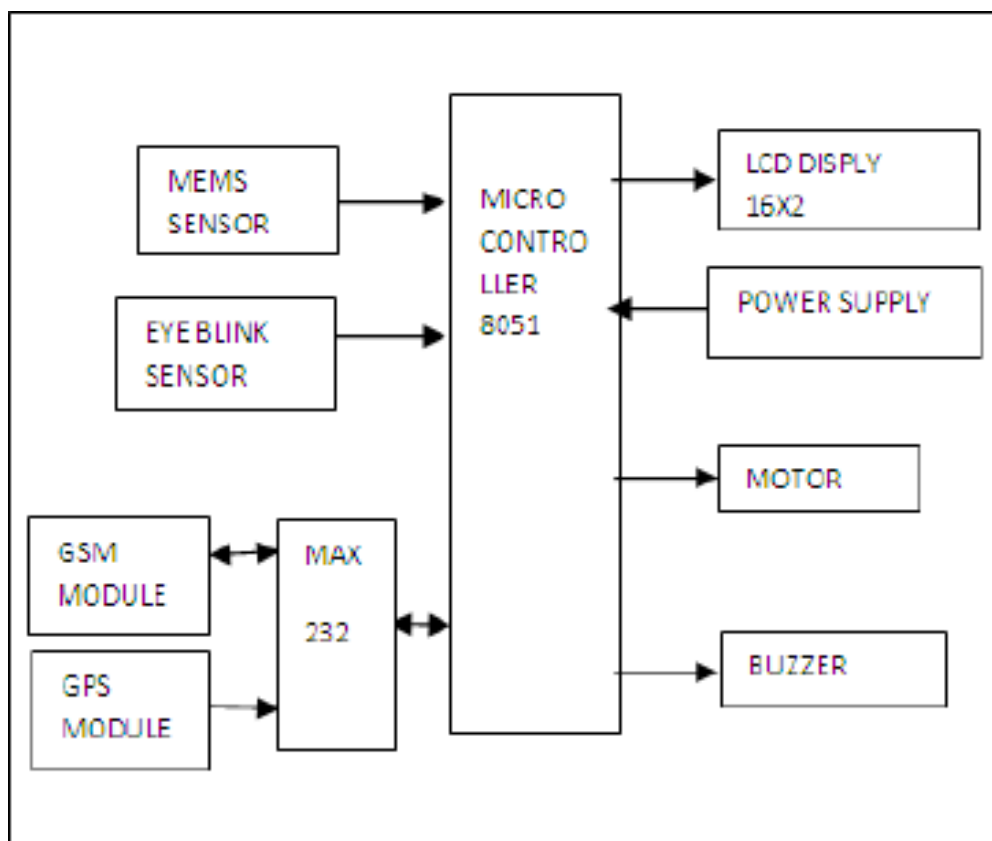 MEMS
SENSOR
EYE BLINK
SENSOR
GSM
MODULE
GPS
MODULE
MAX
232
MICRO
CONTRO
LLER
8051
LCD DISPLY
16X2
POWER SUPPLY
MOTOR
BUZZER